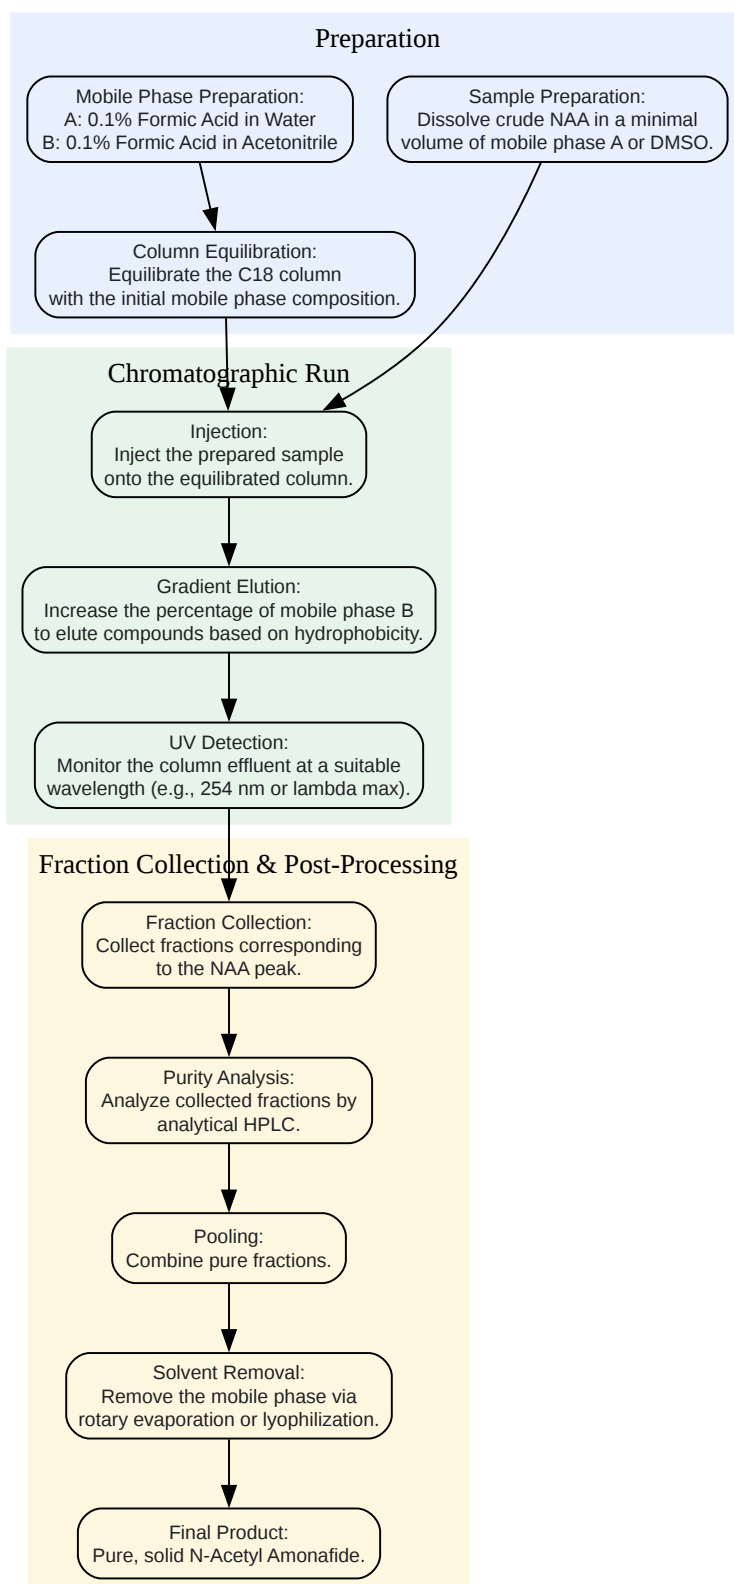 Preparation
Mobile Phase Preparation:
A: 0.1% Formic Acid in Water
B: 0.1% Formic Acid in Acetonitrile
Sample Preparation:
Dissolve crude NAA in a minimal
volume of mobile phase A or DMSO.
Column Equilibration:
Equilibrate the C18 column
with the initial mobile phase composition.
Chromatographic Run
Injection:
Inject the prepared sample
onto the equilibrated column.
Gradient Elution:
Increase the percentage of mobile phase B
to elute compounds based on hydrophobicity.
UV Detection:
Monitor the column effluent at a suitable
wavelength (e.g., 254 nm or lambda max).
Fraction Collection & Post-Processing
Fraction Collection:
Collect fractions corresponding
to the NAA peak.
Purity Analysis:
Analyze collected fractions by
analytical HPLC.
Pooling:
Combine pure fractions.
Solvent Removal:
Remove the mobile phase via
rotary evaporation or lyophilization.
Final Product:
Pure, solid N-Acetyl Amonafide.